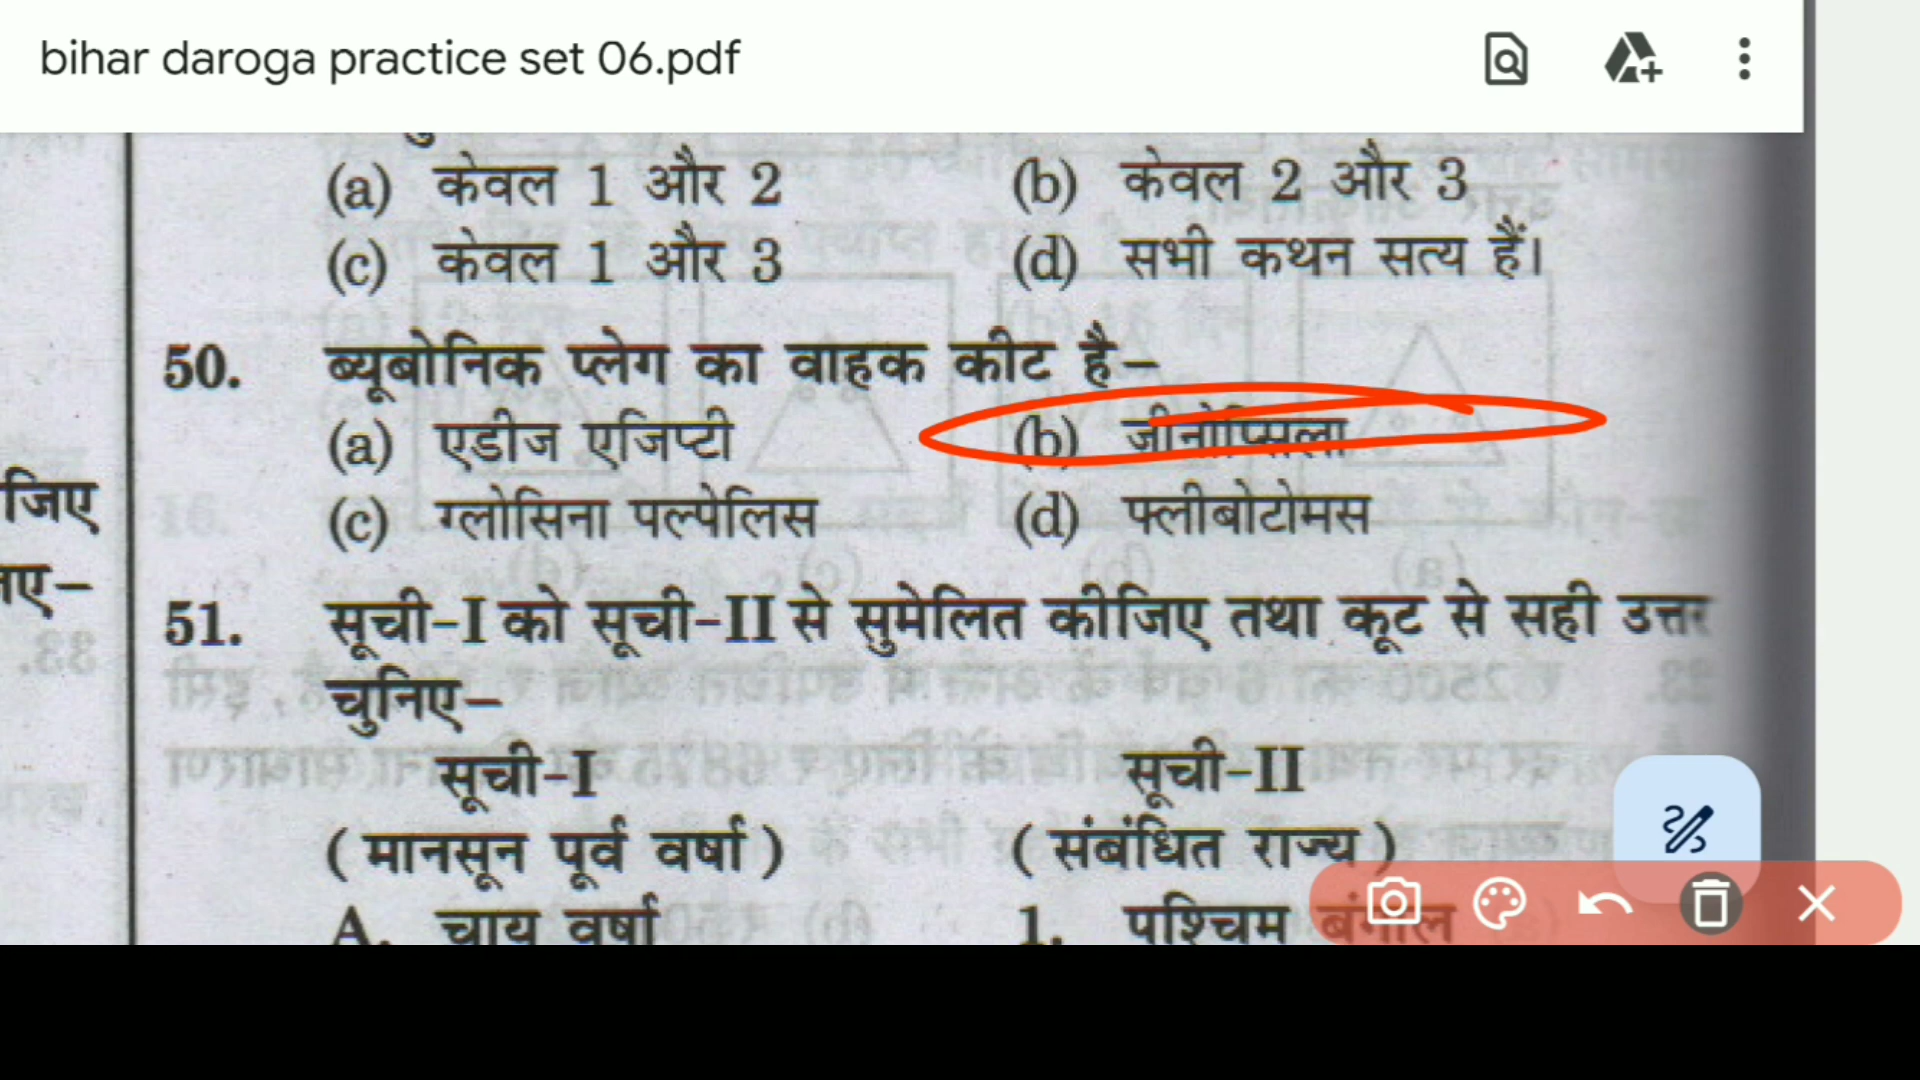 bihar daroga practice set 06.pdf
(a) केवल 1 और 2 (b) केवल 2 और 3
(c) केवल 1 और 3 (d) सभी कथन सत्य हैं।
50. ब्यूबोनिक प्लेग का वाहक कीट है–
(a) एडीज एजिप्टी (b) जीनोप्सिला
(c) ग्लोसिना पल्पेलिस (d) फ्लीबोटोमस
जिए
51. सूची-I को सूची-II से सुमेलित कीजिए तथा कूट से सही उत्तर
चुनिए–
सूची-I सूची-II
(मानसून पूर्व वर्षा) (संबंधित राज्य)
A. चाय वर्षा 1. पश्चिम बंगाल